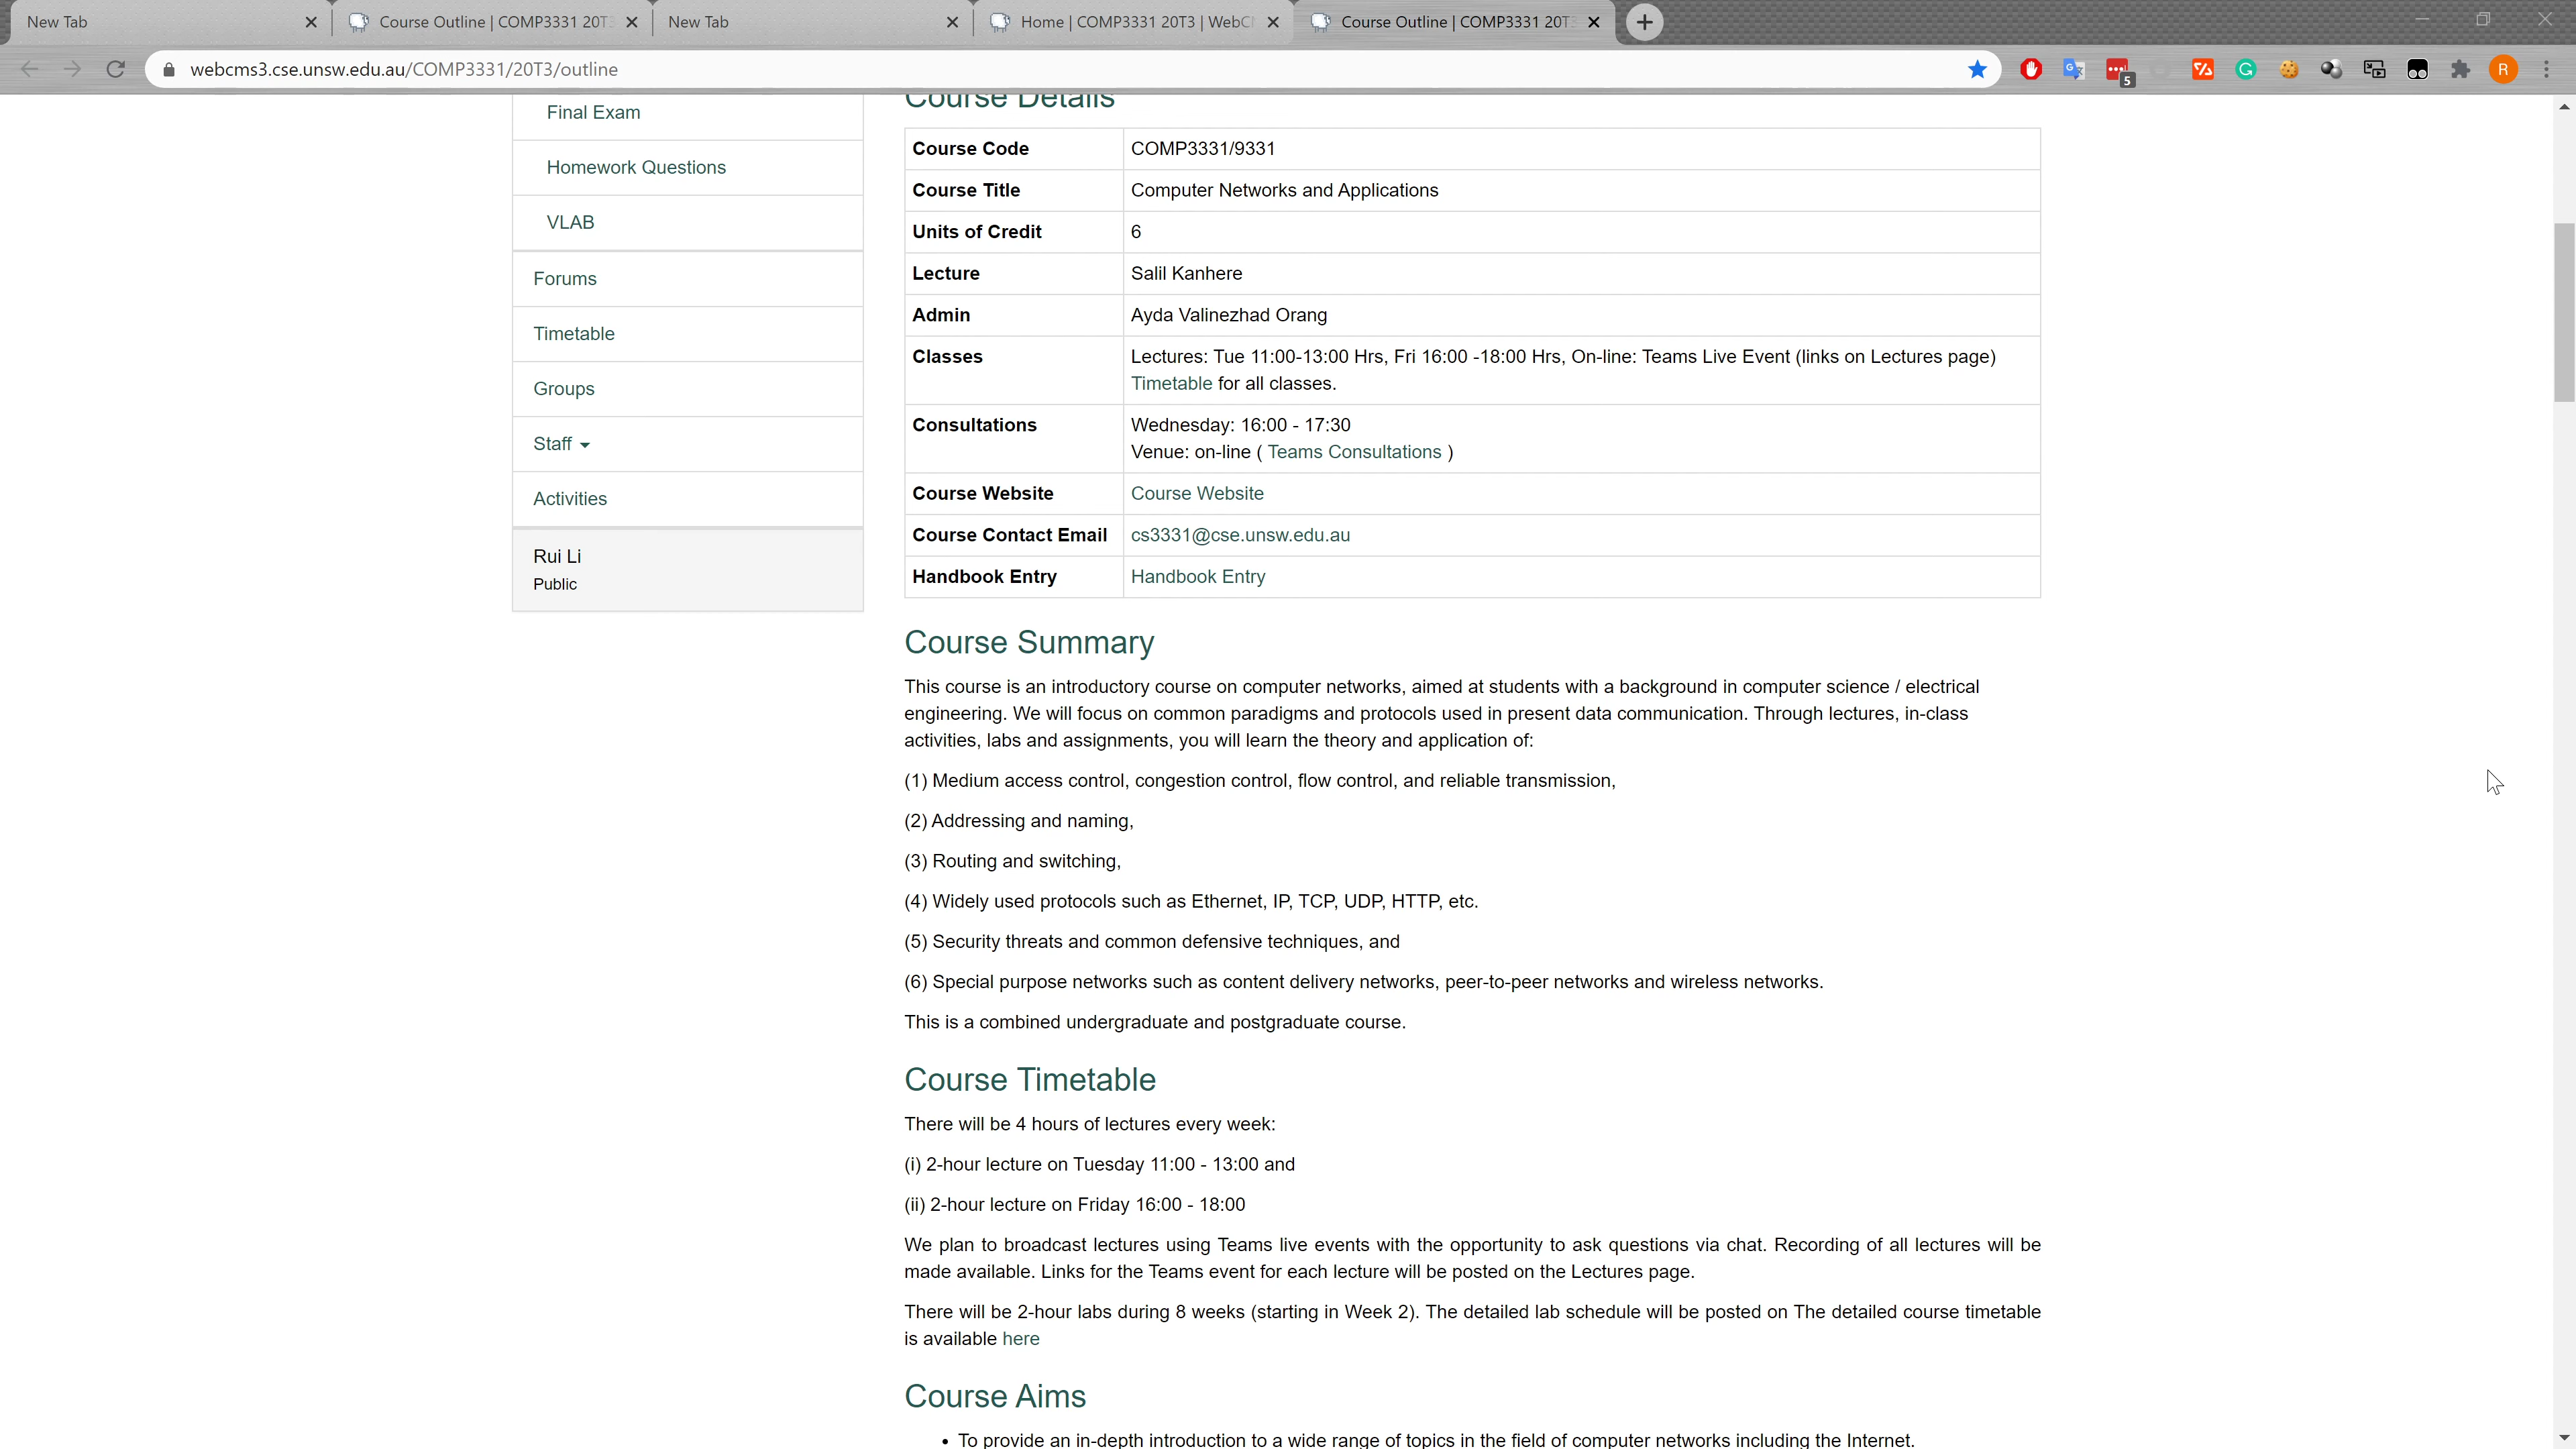 New Tab
Course Outline | COMP3331 20T3
New Tab
Home | COMP3331 20T3 | WebC
Course Outline | COMP3331 20T
webcms3.cse.unsw.edu.au/COMP3331/20T3/outline
5
R
Final Exam
Homework Questions
VLAB
Forums
Timetable
Groups
Staff
Activities
Rui Li
Public
Course Details
Course Code COMP3331/9331
Course Title Computer Networks and Applications
Units of Credit 6
Lecture Salil Kanhere
Admin Ayda Valinezhad Orang
Classes Lectures: Tue 11:00-13:00 Hrs, Fri 16:00 -18:00 Hrs, On-line: Teams Live Event (links on Lectures page)
Timetable for all classes.
Consultations Wednesday: 16:00 - 17:30
Venue: on-line ( Teams Consultations )
Course Website Course Website
Course Contact Email cs3331@cse.unsw.edu.au
Handbook Entry Handbook Entry
Course Summary
This course is an introductory course on computer networks, aimed at students with a background in computer science / electrical
engineering. We will focus on common paradigms and protocols used in present data communication. Through lectures, in-class
activities, labs and assignments, you will learn the theory and application of:
(1) Medium access control, congestion control, flow control, and reliable transmission,
(2) Addressing and naming,
(3) Routing and switching,
(4) Widely used protocols such as Ethernet, IP, TCP, UDP, HTTP, etc.
(5) Security threats and common defensive techniques, and
(6) Special purpose networks such as content delivery networks, peer-to-peer networks and wireless networks.
This is a combined undergraduate and postgraduate course.
Course Timetable
There will be 4 hours of lectures every week:
(i) 2-hour lecture on Tuesday 11:00 - 13:00 and
(ii) 2-hour lecture on Friday 16:00 - 18:00
We plan to broadcast lectures using Teams live events with the opportunity to ask questions via chat. Recording of all lectures will be
made available. Links for the Teams event for each lecture will be posted on the Lectures page.
There will be 2-hour labs during 8 weeks (starting in Week 2). The detailed lab schedule will be posted on The detailed course timetable
is available here
Course Aims
• To provide an in-depth introduction to a wide range of topics in the field of computer networks including the Internet.